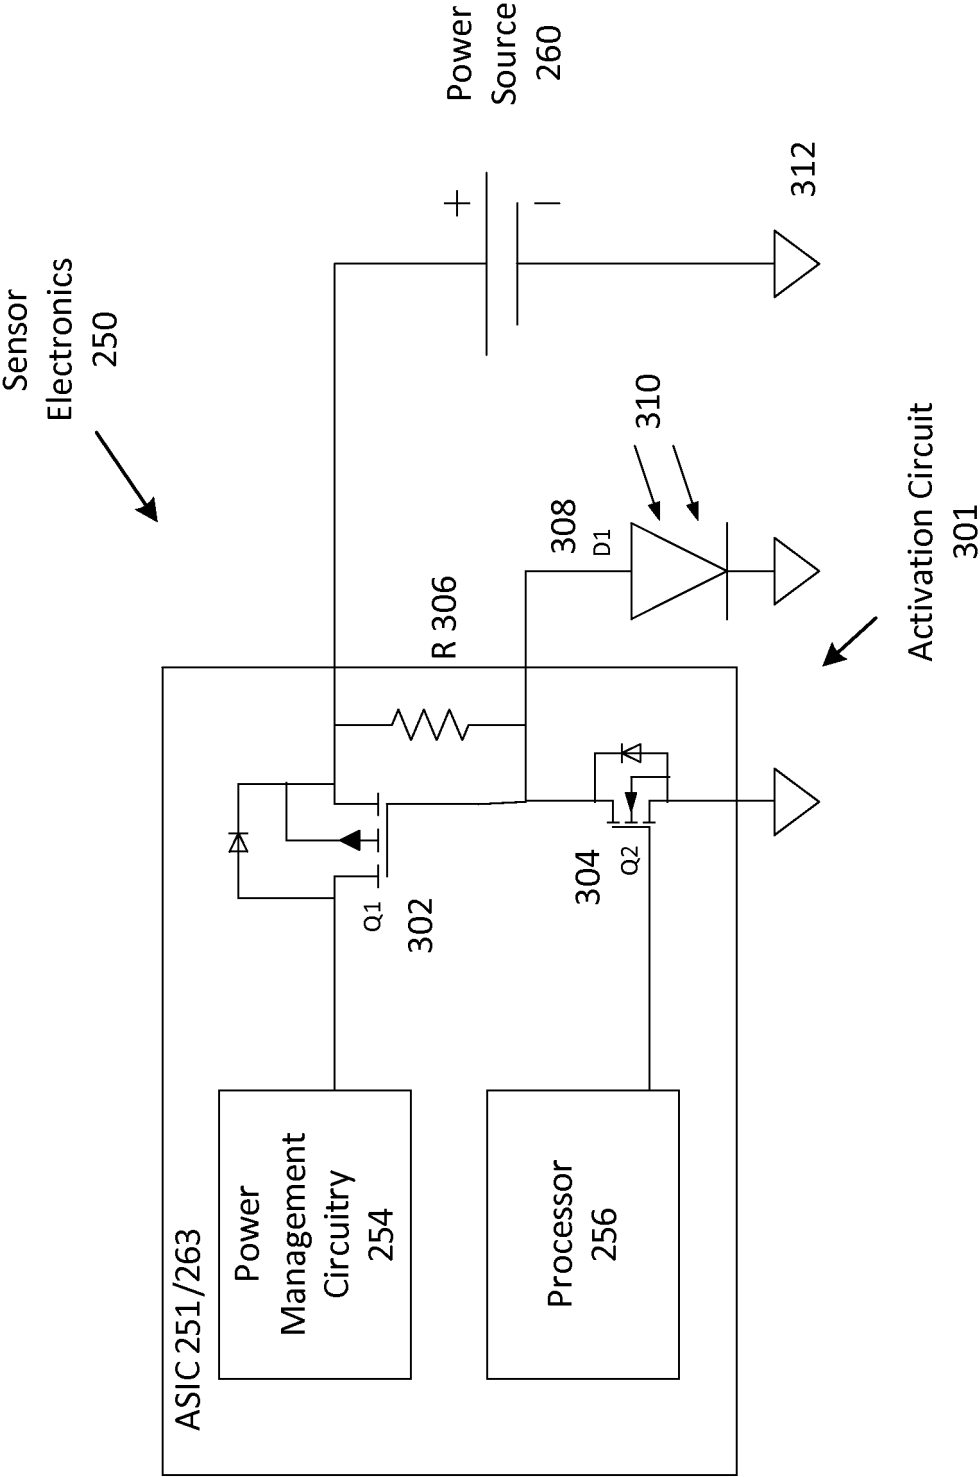 Sensor
Electronics
250
ASIC 251/263
Power
Management
Circuitry
254
Processor
256
Q1
302
304
Q2
R 306
308
D1
310
+
Power
Source
260
–
312
Activation Circuit
301